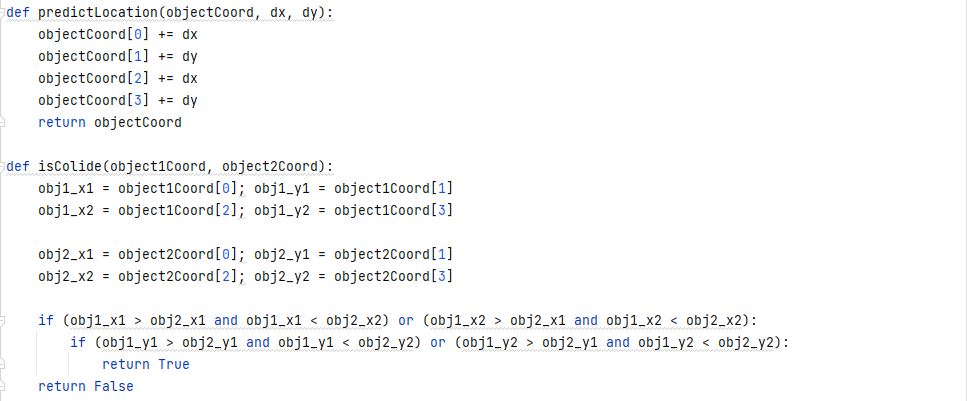 def predictLocation(objectCoord, dx, dy):
    objectCoord[0] += dx
    objectCoord[1] += dy
    objectCoord[2] += dx
    objectCoord[3] += dy
    return objectCoord

def isColide(object1Coord, object2Coord):
    obj1_x1 = object1Coord[0]; obj1_y1 = object1Coord[1]
    obj1_x2 = object1Coord[2]; obj1_y2 = object1Coord[3]

    obj2_x1 = object2Coord[0]; obj2_y1 = object2Coord[1]
    obj2_x2 = object2Coord[2]; obj2_y2 = object2Coord[3]

    if (obj1_x1 > obj2_x1 and obj1_x1 < obj2_x2) or (obj1_x2 > obj2_x1 and obj1_x2 < obj2_x2):
        if (obj1_y1 > obj2_y1 and obj1_y1 < obj2_y2) or (obj1_y2 > obj2_y1 and obj1_y2 < obj2_y2):
            return True
    return False